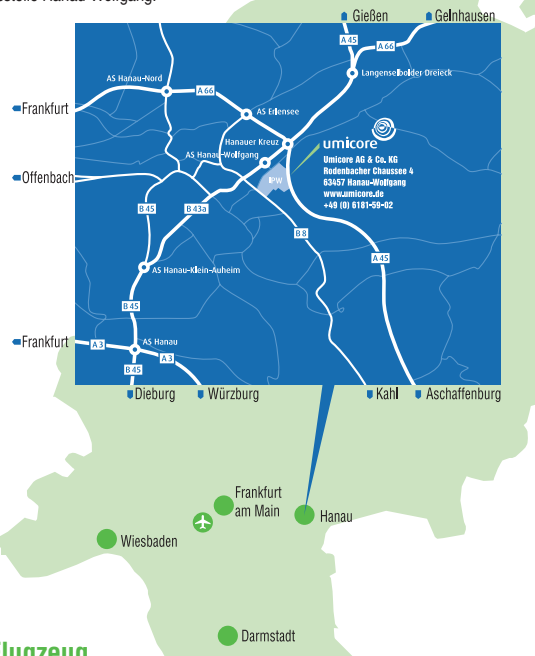 Hanau-Wolfgang.
Gießen
Gelnhausen
A 45
A 66
AS Hanau-Nord
Langenselbolder Dreieck
A 66
Frankfurt
AS Erlensee
Hanauer Kreuz
umicore
AS Hanau-Wolfgang
Umicore AG & Co. KG
Rodenbacher Chaussee 4
63457 Hanau-Wolfgang
www.umicore.de
+49 (0) 6181-59-02
Offenbach
IPW
B 45
B 43a
B 8
A 45
AS Hanau-Klein-Auheim
B 45
Frankfurt
A 3
AS Hanau
A 3
B 45
Dieburg
Würzburg
Kahl
Aschaffenburg
Frankfurt
am Main
Hanau
Wiesbaden
Darmstadt